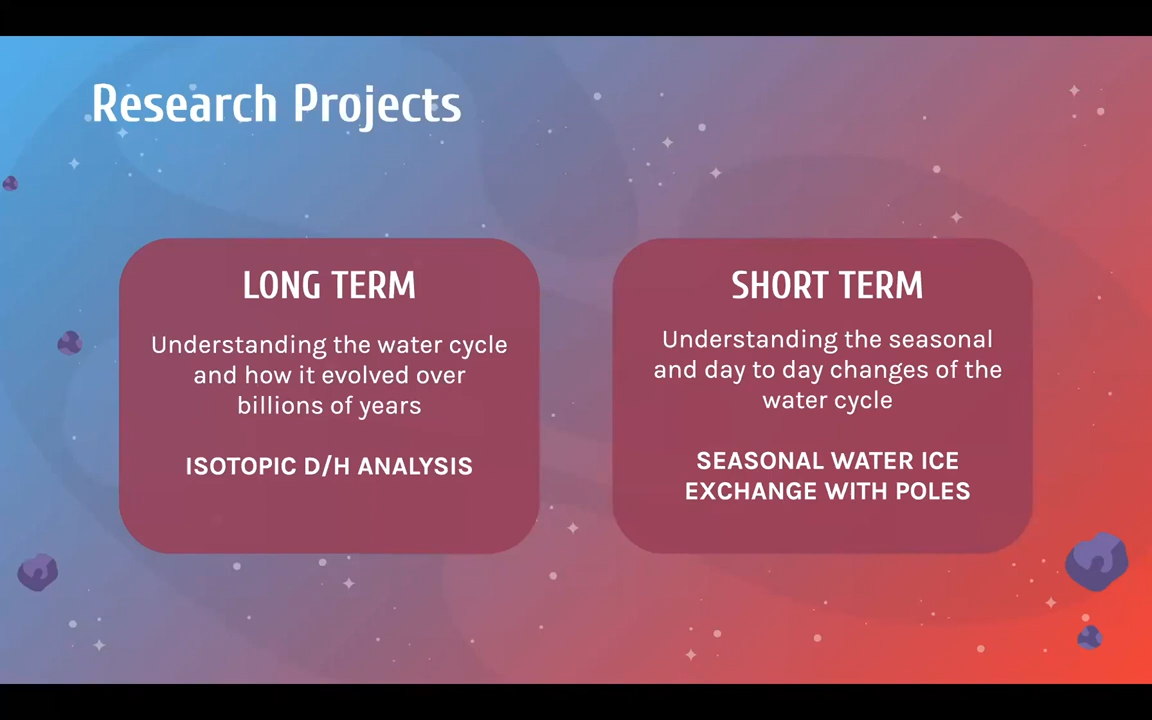 Research Projects
LONG TERM
Understanding the water cycle
and how it evolved over
billions of years
ISOTOPIC D/H ANALYSIS
SHORT TERM
Understanding the seasonal
and day to day changes of the
water cycle
SEASONAL WATER ICE
EXCHANGE WITH POLES